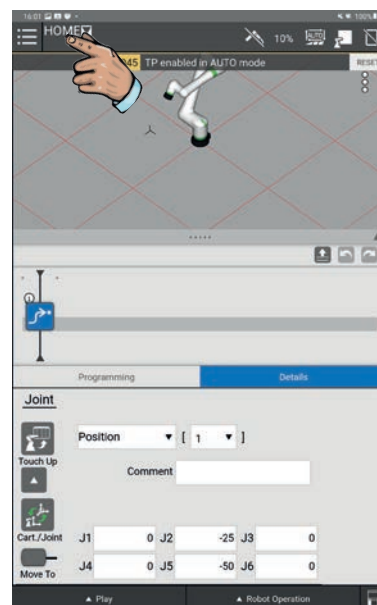 16:01
100%
HOME
10%
AUTO
045 TP enabled in AUTO mode
RESET
Programming
Details
Joint
Position
[ 1 ]
Touch Up
Comment
Cart./Joint
J1 0 J2 -25 J3 0
Move To
J4 0 J5 -50 J6 0
Play
Robot Operation